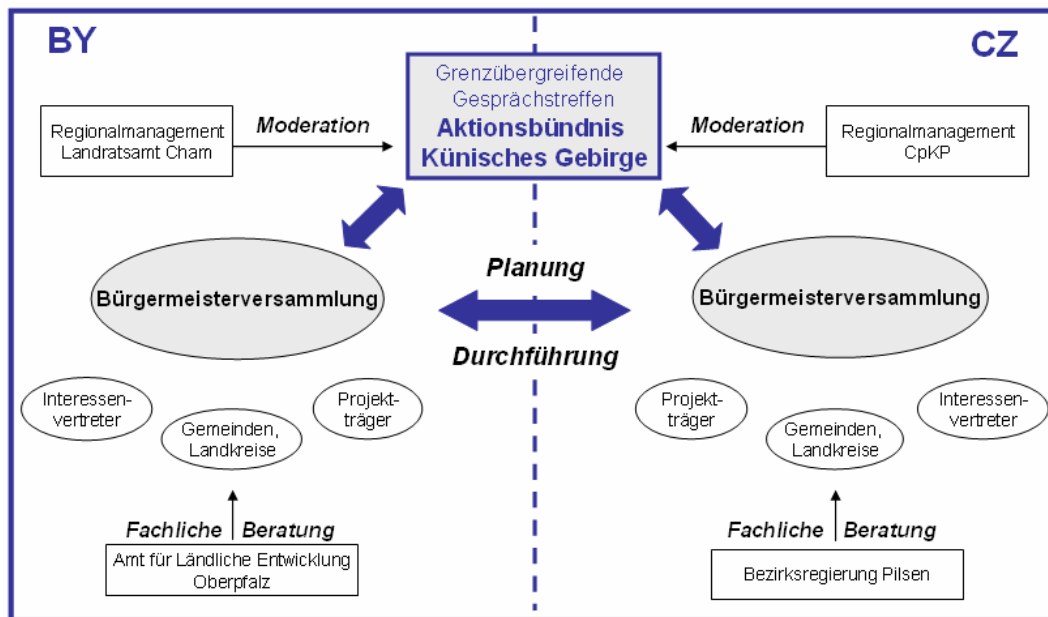 BY
CZ
Grenzübergreifende
Gesprächstreffen
Aktionsbündnis
Künisches Gebirge
Regionalmanagement
Landratsamt Cham
Moderation
Moderation
Regionalmanagement
CpKP
Bürgermeisterversammlung
Planung
Durchführung
Bürgermeisterversammlung
Interessen-
vertreter
Gemeinden,
Landkreise
Projekt-
träger
Projekt-
träger
Gemeinden,
Landkreise
Interessen-
vertreter
Fachliche Beratung
Amt für Ländliche Entwicklung
Oberpfalz
Fachliche Beratung
Bezirksregierung Pilsen